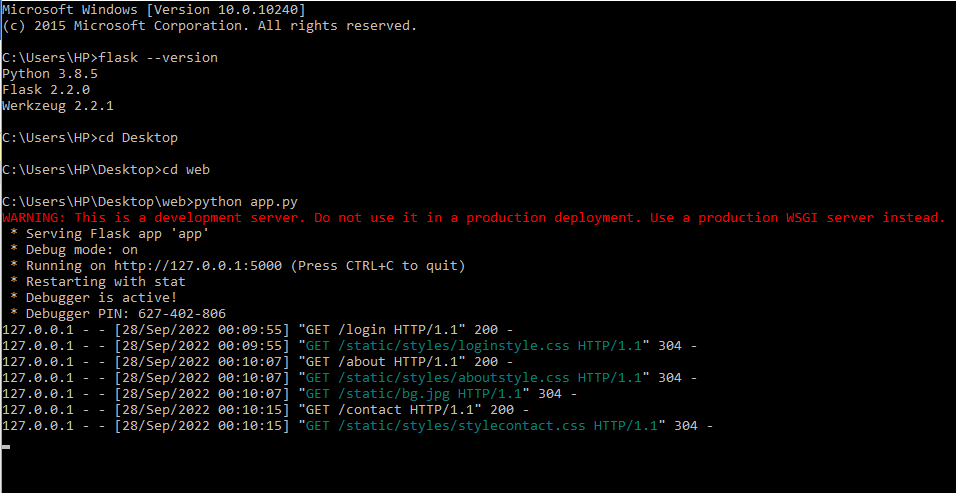 Microsoft Windows [Version 10.0.10240]
(c) 2015 Microsoft Corporation. All rights reserved.
C:\Users\HP>flask --version
Python 3.8.5
Flask 2.2.0
Werkzeug 2.2.1
C:\Users\HP>cd Desktop
C:\Users\HP\Desktop>cd web
C:\Users\HP\Desktop\web>python app.py
WARNING: This is a development server. Do not use it in a production deployment. Use a production WSGI server instead.
 * Serving Flask app 'app'
 * Debug mode: on
 * Running on http://127.0.0.1:5000 (Press CTRL+C to quit)
 * Restarting with stat
 * Debugger is active!
 * Debugger PIN: 627-402-806
127.0.0.1 - - [28/Sep/2022 00:09:55] "GET /login HTTP/1.1" 200 -
127.0.0.1 - - [28/Sep/2022 00:09:55] "GET /static/styles/loginstyle.css HTTP/1.1" 304 -
127.0.0.1 - - [28/Sep/2022 00:10:07] "GET /about HTTP/1.1" 200 -
127.0.0.1 - - [28/Sep/2022 00:10:07] "GET /static/styles/aboutstyle.css HTTP/1.1" 304 -
127.0.0.1 - - [28/Sep/2022 00:10:07] "GET /static/bg.jpg HTTP/1.1" 304 -
127.0.0.1 - - [28/Sep/2022 00:10:15] "GET /contact HTTP/1.1" 200 -
127.0.0.1 - - [28/Sep/2022 00:10:15] "GET /static/styles/stylecontact.css HTTP/1.1" 304 -